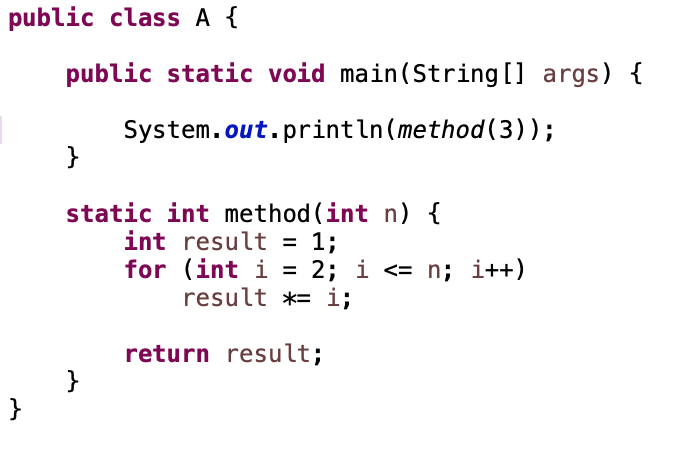 public class A {
    public static void main(String[] args) {
        System.out.println(method(3));
    }
    static int method(int n) {
        int result = 1;
        for (int i = 2; i <= n; i++)
            result *= i;
        return result;
    }
}